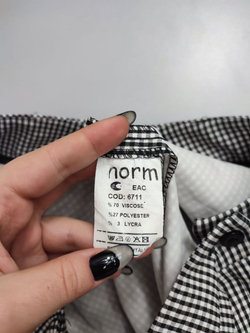 norm
EAC
COD: 6711
% 70 VISCOSE
%27 POLYESTER
% 3 LYCRA